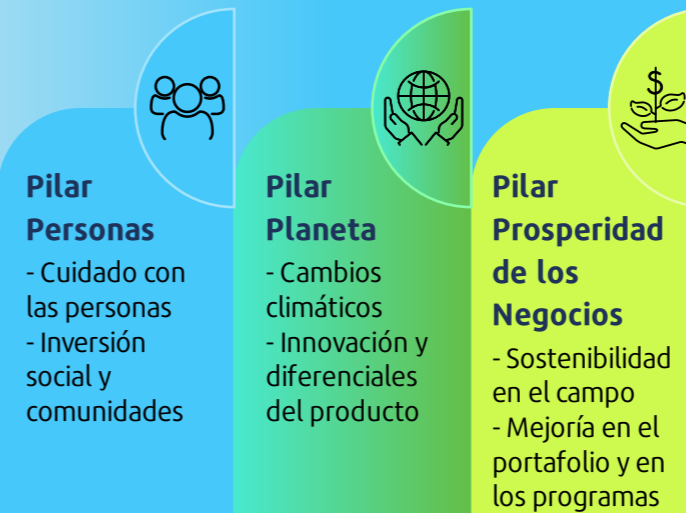 Pilar
Personas
- Cuidado con
las personas
- Inversión
social y
comunidades
Pilar
Planeta
- Cambios
climáticos
- Innovación y
diferenciales
del producto
Pilar
Prosperidad
de los
Negocios
- Sostenibilidad
en el campo
- Mejoría en el
portafolio y en
los programas
$